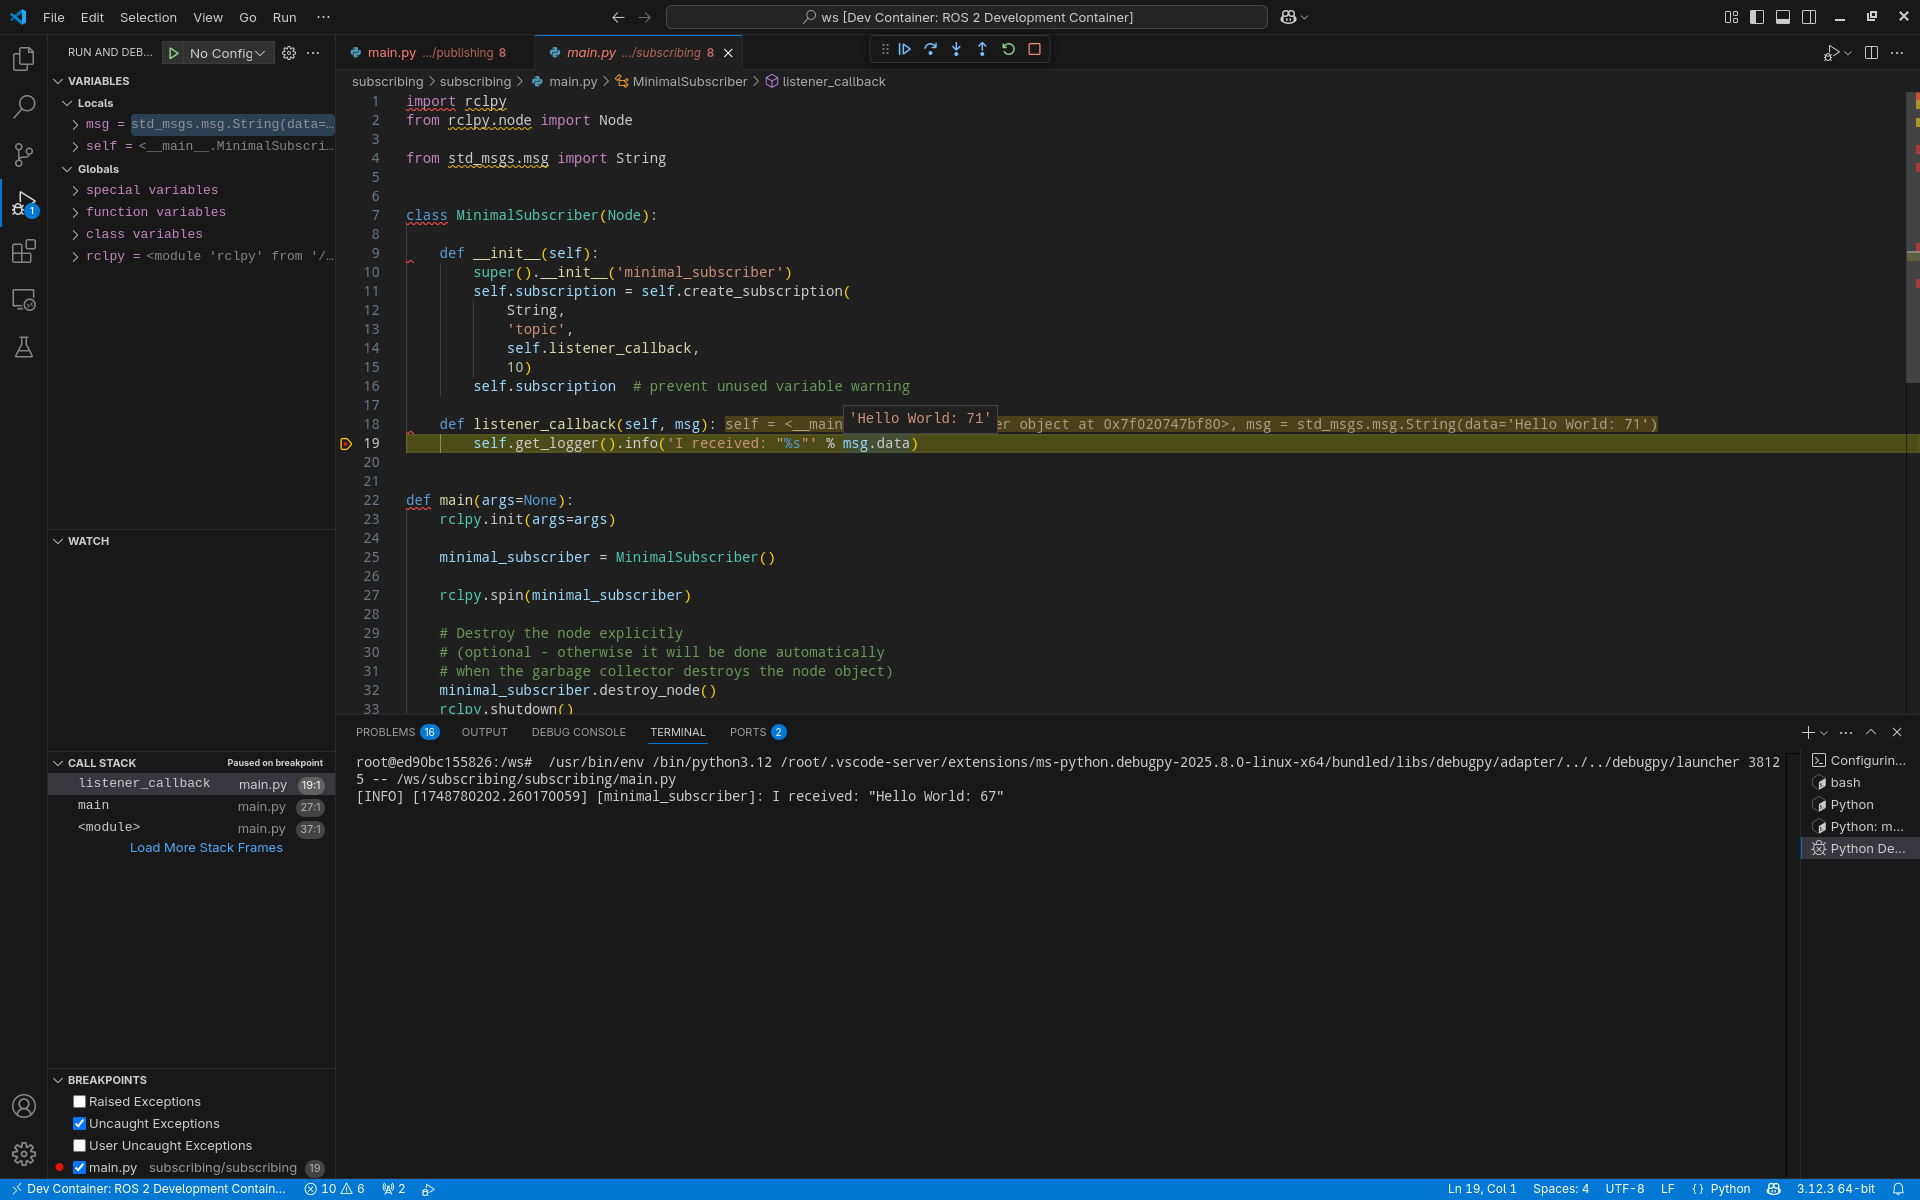 File Edit Selection View Go Run ···
ws [Dev Container: ROS 2 Development Container]
RUN AND DEB... No Config
main.py .../publishing 8
main.py .../subscribing 8
subscribing > subscribing > main.py > MinimalSubscriber > listener_callback
VARIABLES
Locals
msg = std_msgs.msg.String(data=…
self = <__main__.MinimalSubscri…
Globals
special variables
function variables
class variables
rclpy = <module 'rclpy' from '/…
WATCH
CALL STACK Paused on breakpoint
listener_callback main.py 19:1
main main.py 27:1
<module> main.py 37:1
Load More Stack Frames
BREAKPOINTS
Raised Exceptions
Uncaught Exceptions
User Uncaught Exceptions
main.py subscribing/subscribing 19
1
1 import rclpy
2 from rclpy.node import Node
3
4 from std_msgs.msg import String
5
6
7 class MinimalSubscriber(Node):
8
9 def __init__(self):
10 super().__init__('minimal_subscriber')
11 self.subscription = self.create_subscription(
12 String,
13 'topic',
14 self.listener_callback,
15 10)
16 self.subscription # prevent unused variable warning
17
'Hello World: 71'
18 def listener_callback(self, msg): self = <__main er object at 0x7f020747bf80>, msg = std_msgs.msg.String(data='Hello World: 71')
19 self.get_logger().info('I received: "%s"' % msg.data)
20
21
22 def main(args=None):
23 rclpy.init(args=args)
24
25 minimal_subscriber = MinimalSubscriber()
26
27 rclpy.spin(minimal_subscriber)
28
29 # Destroy the node explicitly
30 # (optional - otherwise it will be done automatically
31 # when the garbage collector destroys the node object)
32 minimal_subscriber.destroy_node()
33 rclpy.shutdown()
PROBLEMS 16 OUTPUT DEBUG CONSOLE TERMINAL PORTS 2
root@ed90bc155826:/ws# /usr/bin/env /bin/python3.12 /root/.vscode-server/extensions/ms-python.debugpy-2025.8.0-linux-x64/bundled/libs/debugpy/adapter/../../debugpy/launcher 3812
5 -- /ws/subscribing/subscribing/main.py
[INFO] [1748780202.260170059] [minimal_subscriber]: I received: "Hello World: 67"
Configurin...
bash
Python
Python: m...
Python De...
Dev Container: ROS 2 Development Contain... 10 6 2
Ln 19, Col 1 Spaces: 4 UTF-8 LF { } Python 3.12.3 64-bit